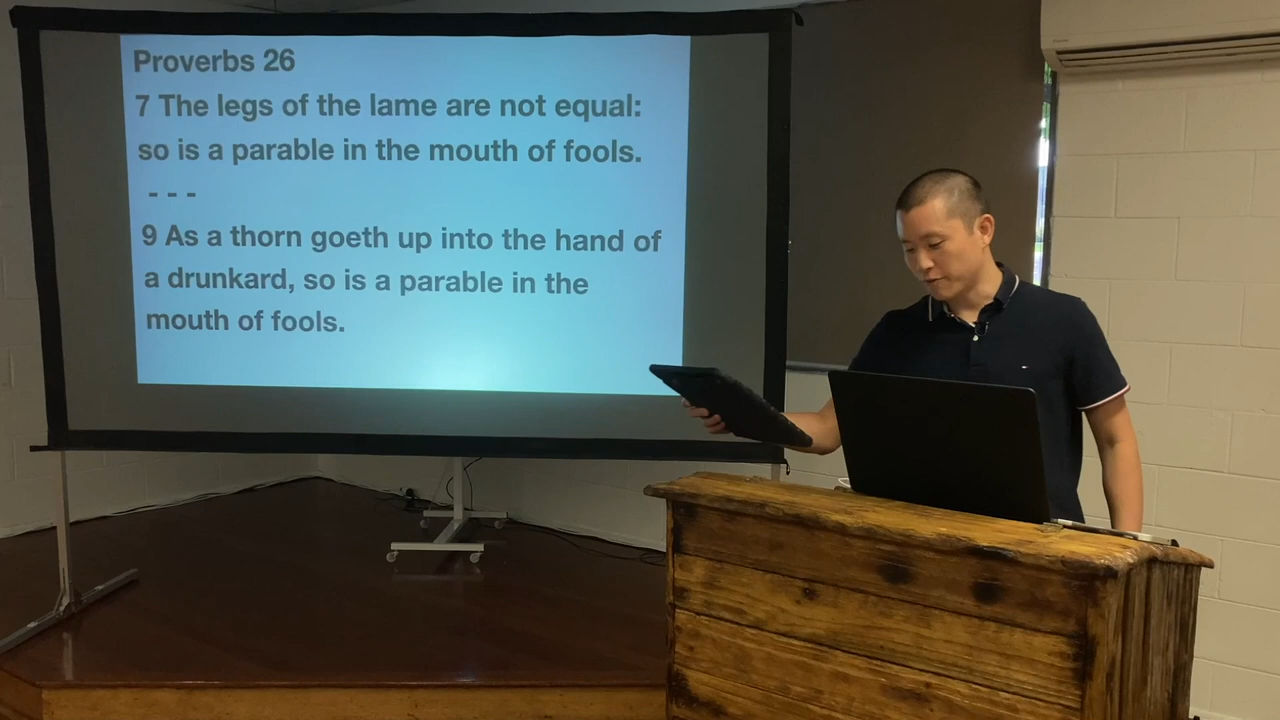 Proverbs 26
7 The legs of the lame are not equal:
so is a parable in the mouth of fools.
- - -
9 As a thorn goeth up into the hand of
a drunkard, so is a parable in the
mouth of fools.